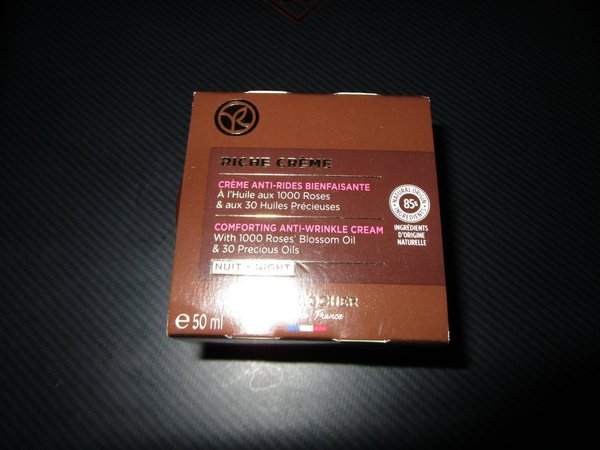 RICHE CRÈME
CRÈME ANTI-RIDES BIENFAISANTE
À l'Huile aux 1000 Roses
& aux 30 Huiles Précieuses
COMFORTING ANTI-WRINKLE CREAM
With 1000 Roses' Blossom Oil
& 30 Precious Oils
NUIT • NIGHT
NATURAL ORIGIN
85%
INGREDIENTS
INGRÉDIENTS
D'ORIGINE
NATURELLE
ROCHER
France
e 50 ml